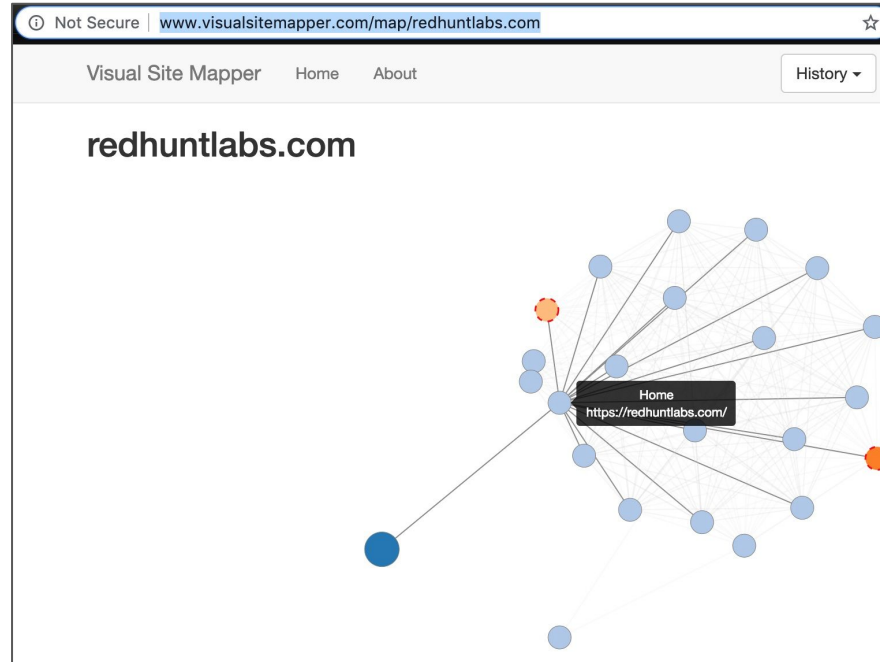 Not Secure www.visualsitemapper.com/map/redhuntlabs.com
Visual Site Mapper Home About History
redhuntlabs.com
Home
https://redhuntlabs.com/